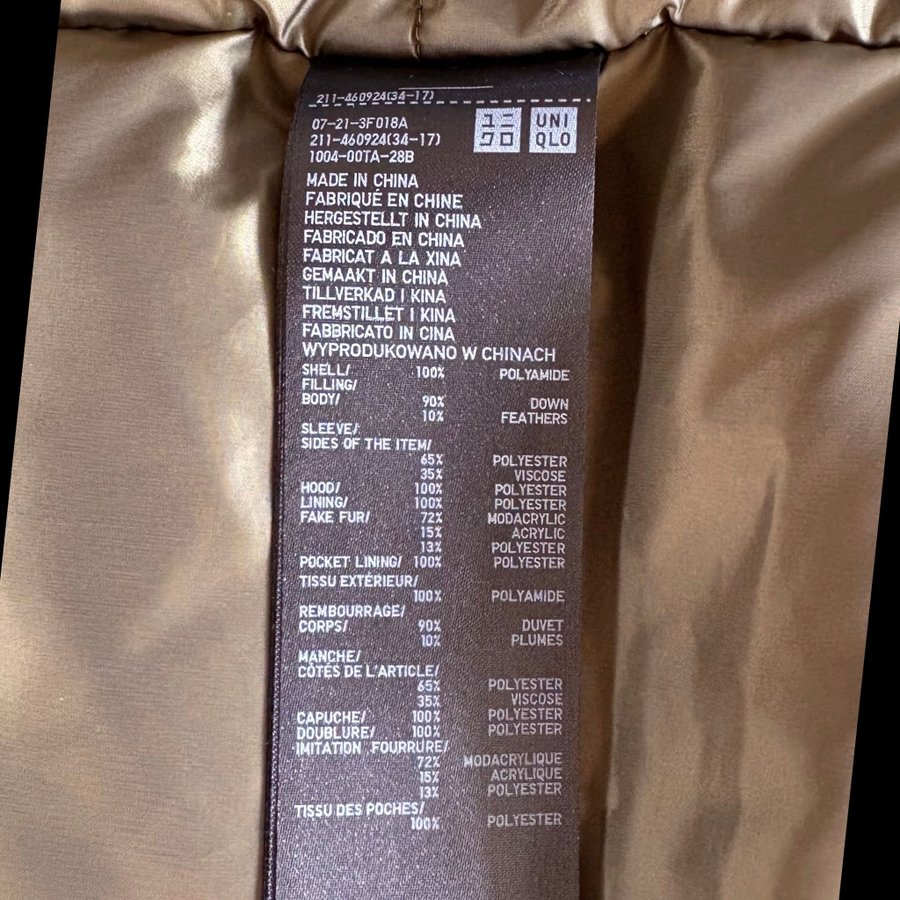 211-460924(34-17)
07-21-3F018A
211-460924(34-17)
1004-00TA-28B
ユニ クロ
UNI QLO
MADE IN CHINA
FABRIQUÉ EN CHINE
HERGESTELLT IN CHINA
FABRICADO EN CHINA
FABRICAT A LA XINA
GEMAAKT IN CHINA
TILLVERKAD I KINA
FREMSTILLET I KINA
FABBRICATO IN CINA
WYPRODUKOWANO W CHINACH
SHELL/ 100% POLYAMIDE
FILLING/
BODY/ 90% DOWN
10% FEATHERS
SLEEVE/
SIDES OF THE ITEM/
65% POLYESTER
35% VISCOSE
HOOD/ 100% POLYESTER
LINING/ 100% POLYESTER
FAKE FUR/ 72% MODACRYLIC
15% ACRYLIC
13% POLYESTER
POCKET LINING/ 100% POLYESTER
TISSU EXTÉRIEUR/
100% POLYAMIDE
REMBOURRAGE/
CORPS/ 90% DUVET
10% PLUMES
MANCHE/
CÔTÉS DE L'ARTICLE/
65% POLYESTER
35% VISCOSE
CAPUCHE/ 100% POLYESTER
DOUBLURE/ 100% POLYESTER
IMITATION FOURRURE/
72% MODACRYLIQUE
15% ACRYLIQUE
13% POLYESTER
TISSU DES POCHES/
100% POLYESTER